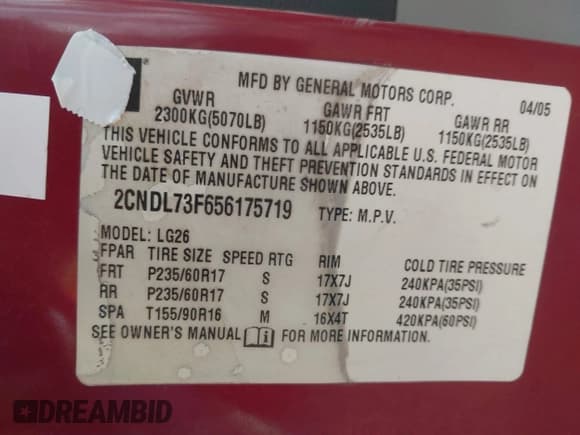 MFD BY GENERAL MOTORS CORP. 04/05
GVWR GAWR FRT GAWR RR
2300KG(5070LB) 1150KG(2535LB) 1150KG(2535LB)
THIS VEHICLE CONFORMS TO ALL APPLICABLE U.S. FEDERAL MOTOR
VEHICLE SAFETY AND THEFT PREVENTION STANDARDS IN EFFECT ON
THE DATE OF MANUFACTURE SHOWN ABOVE.
2CNDL73F656175719 TYPE: M.P.V.
MODEL: LG26
FPAR TIRE SIZE SPEED RTG RIM COLD TIRE PRESSURE
FRT P235/60R17 S 17X7J 240KPA(35PSI)
RR P235/60R17 S 17X7J 240KPA(35PSI)
SPA T155/90R16 M 16X4T 420KPA(60PSI)
SEE OWNER'S MANUAL i FOR MORE INFORMATION.
DREAMBID